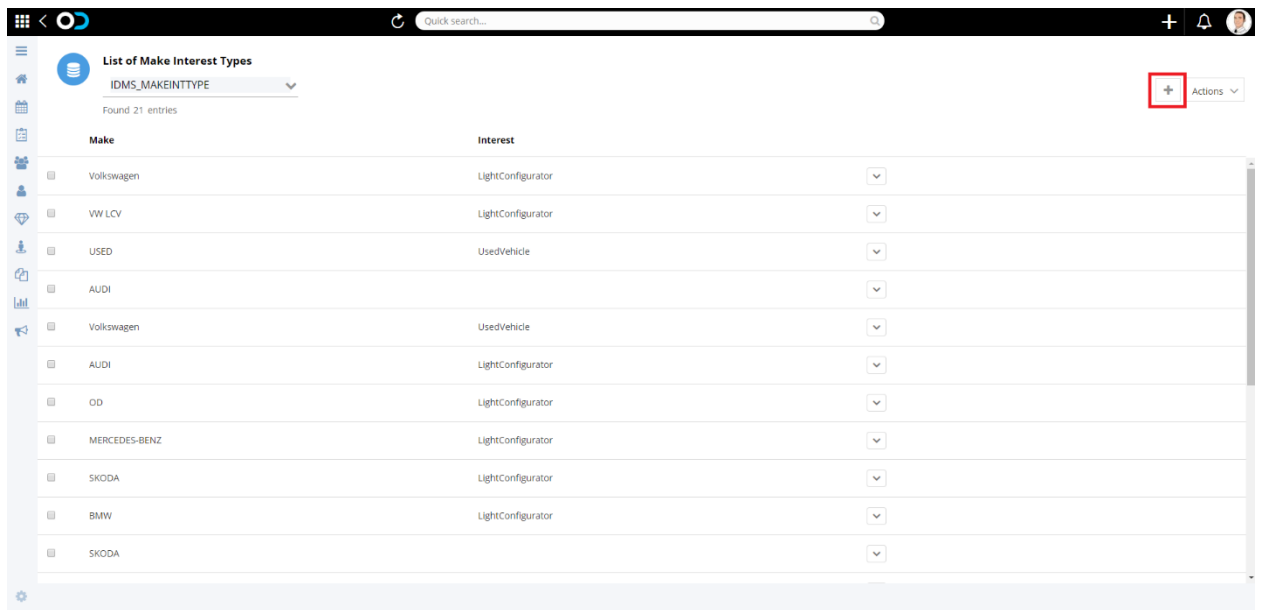 Quick search...
List of Make Interest Types
IDMS_MAKEINTTYPE
Found 21 entries
Actions
Make Interest
Volkswagen LightConfigurator
VW LCV LightConfigurator
USED UsedVehicle
AUDI
Volkswagen UsedVehicle
AUDI LightConfigurator
OD LightConfigurator
MERCEDES-BENZ LightConfigurator
SKODA LightConfigurator
BMW LightConfigurator
SKODA